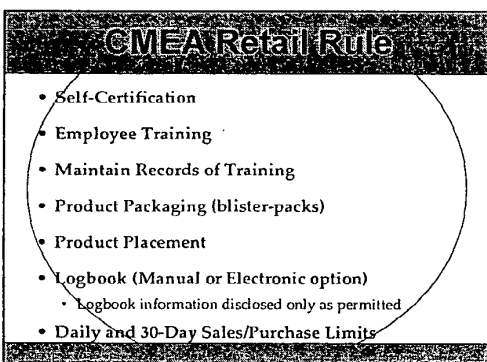 CMEA Retail Rule
• Self-Certification
• Employee Training
• Maintain Records of Training
• Product Packaging (blister-packs)
• Product Placement
• Logbook (Manual or Electronic option)
• Logbook information disclosed only as permitted
• Daily and 30-Day Sales/Purchase Limits